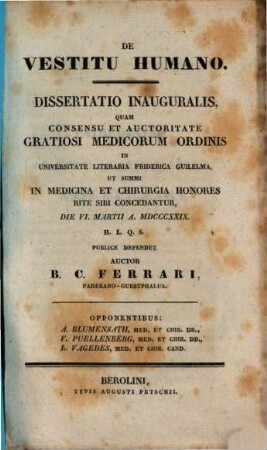 DE
VESTITU HUMANO.
DISSERTATIO INAUGURALIS,
QUAM
CONSENSU ET AUCTORITATE
GRATIOSI MEDICORUM ORDINIS
IN
UNIVERSITATE LITERARIA FRIDERICA GUILELMA,
UT SUMMI
IN MEDICINA ET CHIRURGIA HONORES
RITE SIBI CONCEDANTUR,
DIE VI. MARTII A. MDCCCXXIX.
H. L. Q. S.
PUBLICE DEFENDET
AUCTOR
B. C. FERRARI,
PADERANO-GUESTPHALUS.
OPPONENTIBUS:
A. BLUMENSATH, MED. ET CHIR. DR.,
F. PUELLENBERG, MED. ET CHIR. DD.,
L. VAGEDES, MED. ET CHIR. CAND.
BEROLINI,
TYPIS AUGUSTI PETSCHII.